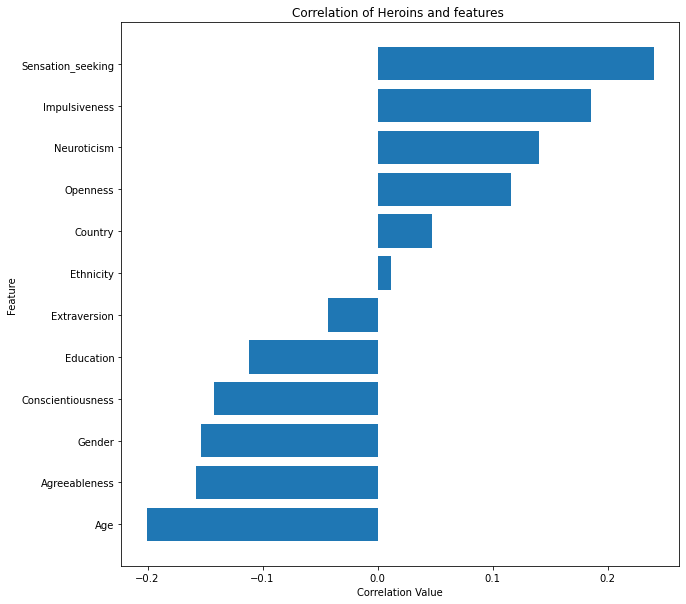 Correlation of Heroins and features
Sensation_seeking
Impulsiveness
Neuroticism
Openness
Country
Ethnicity
Extraversion
Education
Conscientiousness
Gender
Agreeableness
Age
Feature
−0.2 −0.1 0.0 0.1 0.2
Correlation Value